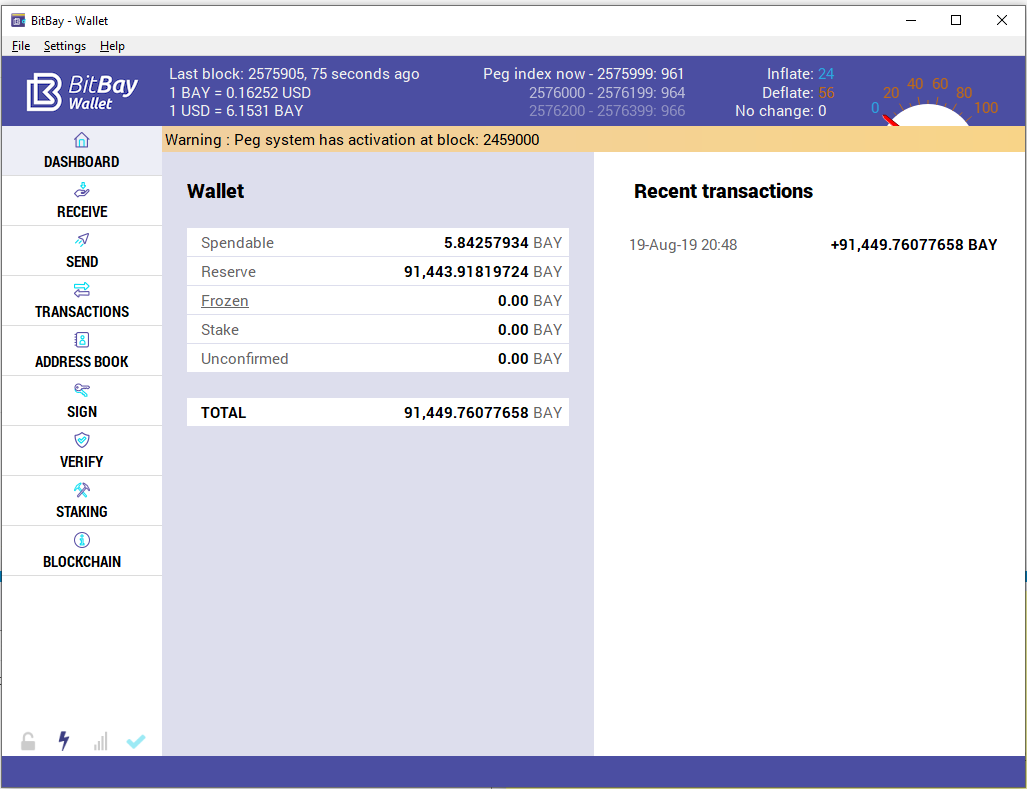 BitBay - Wallet
File Settings Help
BitBay
Wallet
Last block: 2575905, 75 seconds ago
1 BAY = 0.16252 USD
1 USD = 6.1531 BAY
Peg index now - 2575999: 961
2576000 - 2576199: 964
2576200 - 2576399: 966
Inflate: 24
Deflate: 56
No change: 0
0 20 40 60 80 100
Warning : Peg system has activation at block: 2459000
DASHBOARD
RECEIVE
SEND
TRANSACTIONS
ADDRESS BOOK
SIGN
VERIFY
STAKING
BLOCKCHAIN
Wallet
Spendable 5.84257934 BAY
Reserve 91,443.91819724 BAY
Frozen 0.00 BAY
Stake 0.00 BAY
Unconfirmed 0.00 BAY
TOTAL 91,449.76077658 BAY
Recent transactions
19-Aug-19 20:48 +91,449.76077658 BAY